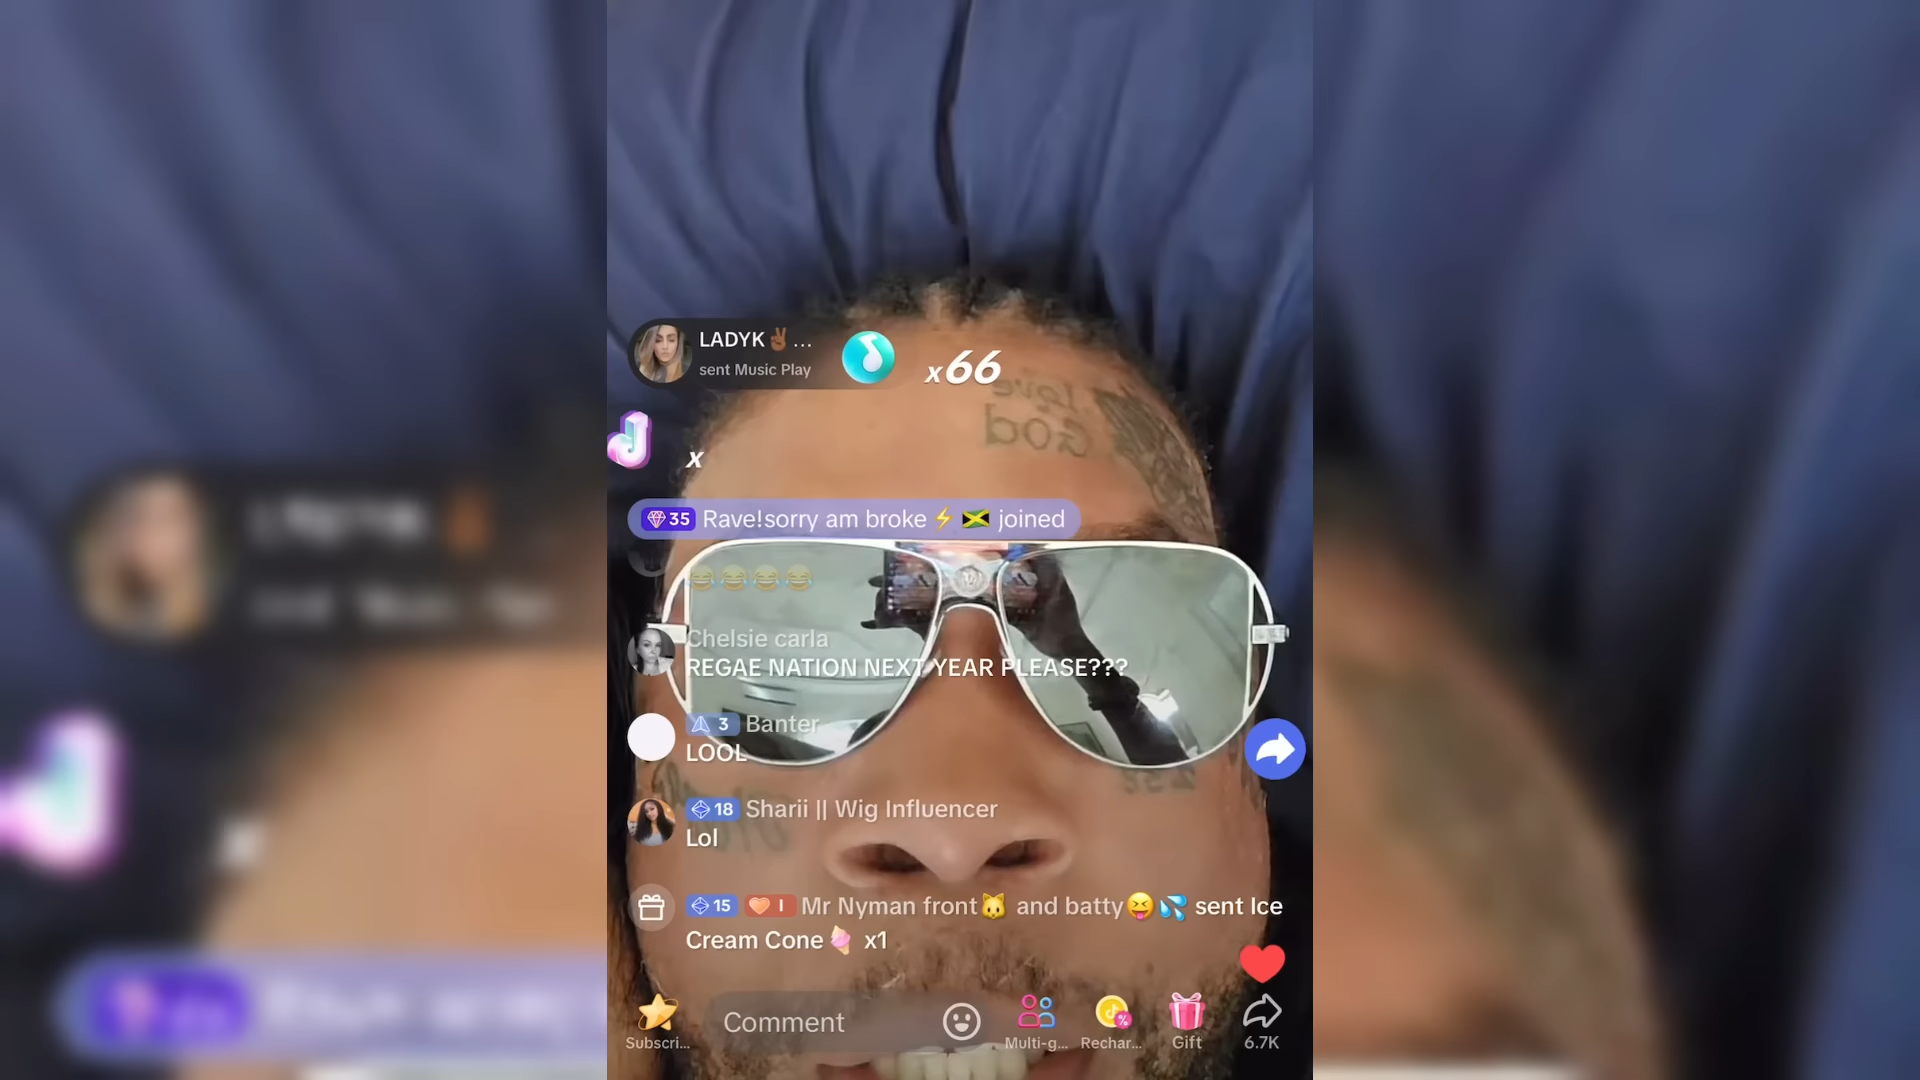 LADYK✌🏾...
sent Music Play
x66
love
God
x
35 Rave!sorry am broke⚡🇯🇲 joined
😂😂😂😂
Chelsie carla
REGAE NATION NEXT YEAR PLEASE???
3 Banter
LOOL
18 Sharii || Wig Influencer
Lol
15 I Mr Nyman front🐱 and batty😝💦 sent Ice
Cream Cone🍦 x1
Comment
Subscri... Multi-g... Rechar... Gift 6.7K